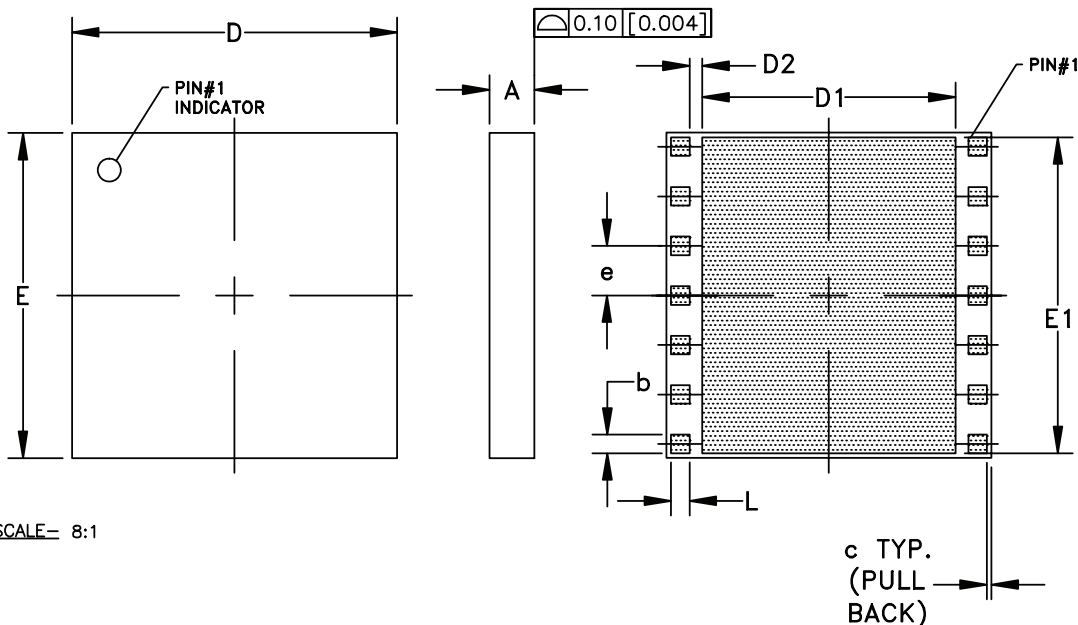 D
0.10 [0.004]
PIN#1
INDICATOR
A
D2
D1
PIN#1
E
e
b
E1
L
SCALE- 8:1
c TYP.
(PULL
BACK)